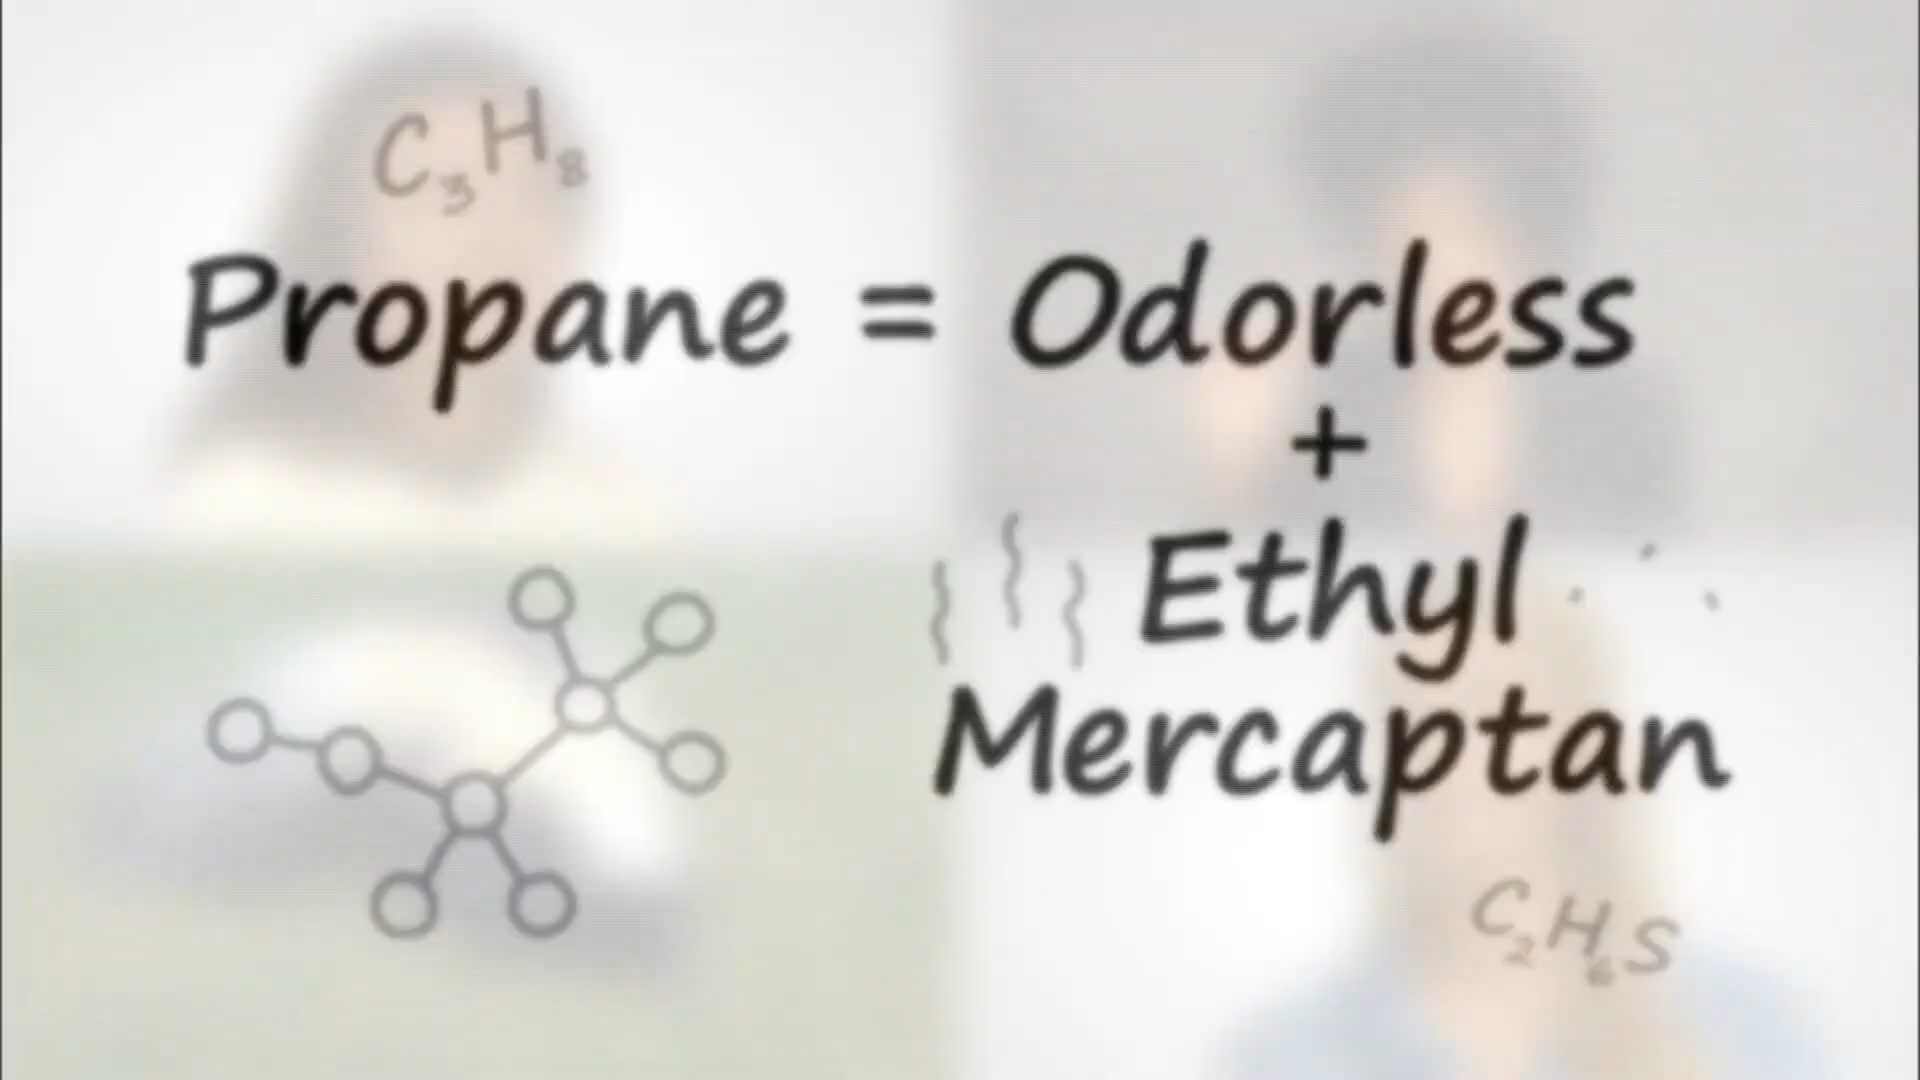 C₃H₈
Propane = Odorless
+
Ethyl
Mercaptan
C₂H₆S